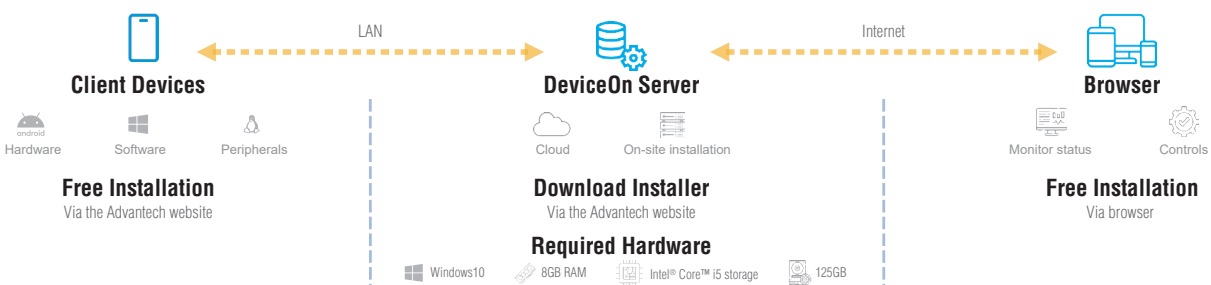 LAN
Internet
Client Devices
DeviceOn Server
Browser
android
Hardware
Software
Peripherals
Cloud
On-site installation
Monitor status
Controls
Free Installation
Via the Advantech website
Download Installer
Via the Advantech website
Free Installation
Via browser
Required Hardware
Windows10
8GB RAM
Intel® Core™ i5 storage
125GB